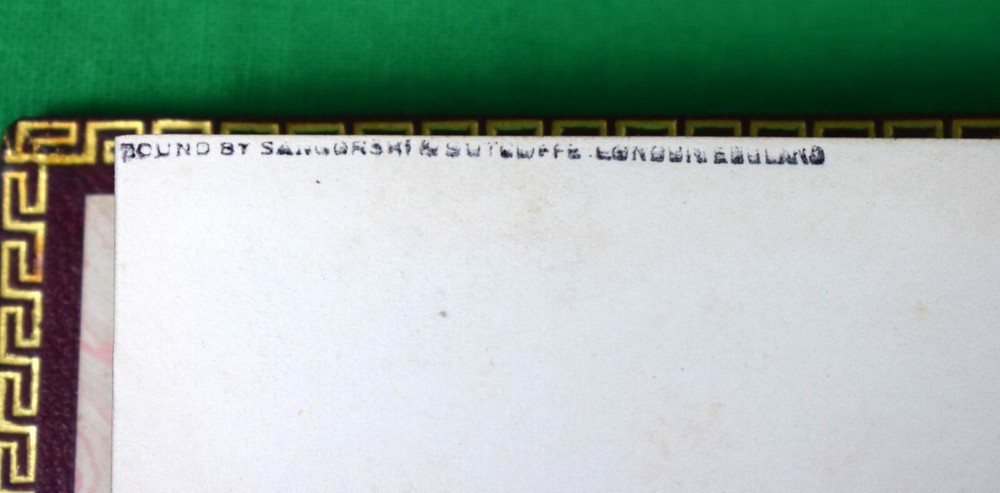 BOUND BY SANGORSKI & SUTCLIFFE. LONDON. ENGLAND